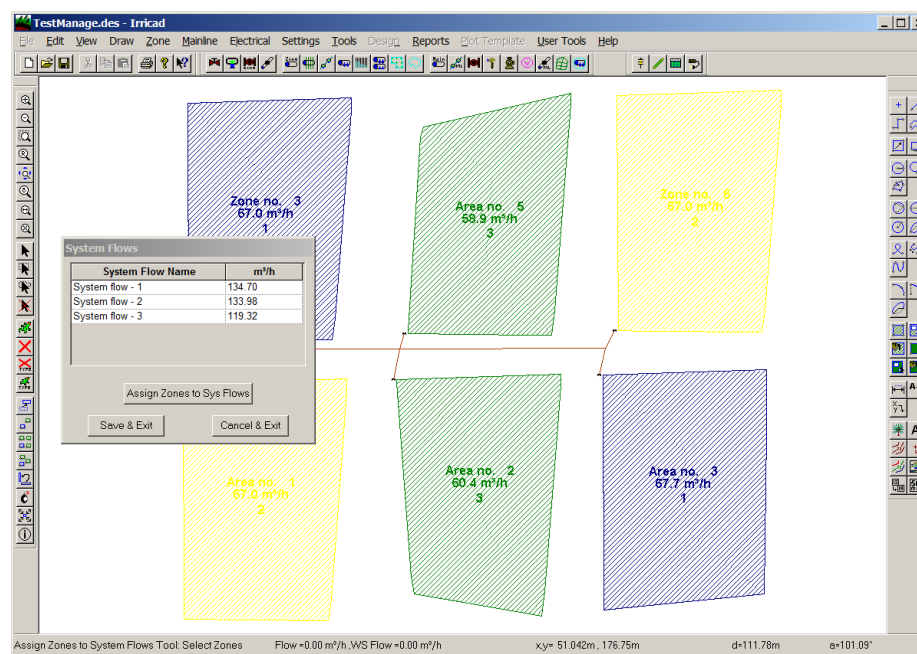 TestManage.des - Irricad
File Edit View Draw Zone Mainline Electrical Settings Tools Design Reports Plot Template User Tools Help
Zone no. 3
67.0 m³/h
1
Area no. 5
58.9 m³/h
3
Zone no. 6
67.0 m³/h
2
System Flows
System Flow Name m³/h
System flow - 1 134.70
System flow - 2 133.98
System flow - 3 119.32
Assign Zones to Sys Flows
Save & Exit Cancel & Exit
Area no. 1
67.0 m³/h
2
Area no. 2
60.4 m³/h
3
Area no. 3
67.7 m³/h
1
Assign Zones to System Flows Tool: Select Zones Flow =0.00 m³/h ,WS Flow =0.00 m³/h x,y= 51.042m , 176.75m d=111.78m a=101.09°